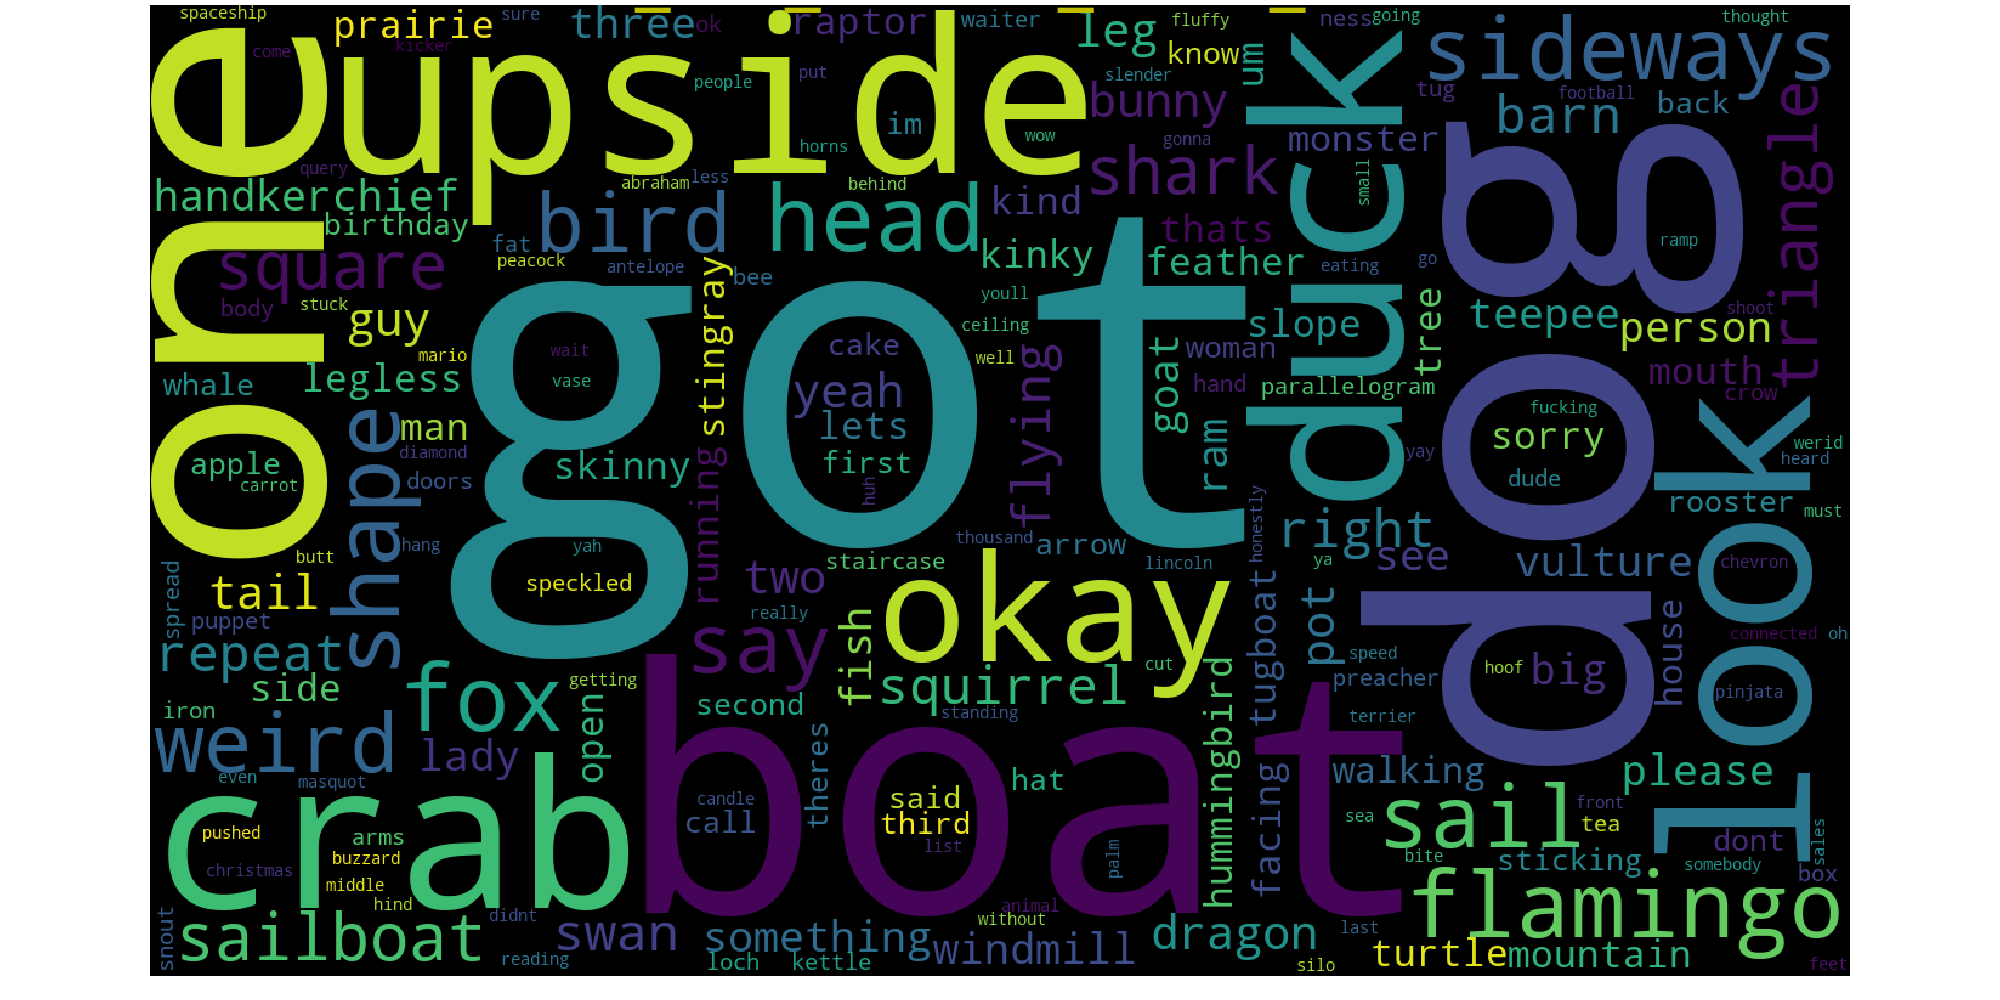 spaceship
sure
prairie
three
ok
raptor
waiter
fluffy
ness
going
thought
come
kicker
upside
people
put
leg
know
um
sideways
slender
bunny
tug
football
back
one
im
wow
horns
gonna
monster
barn
query
abraham
less
behind
shark
duck
small
dog
triangle
handkerchief
birthday
bird
head
kind
thats
square
fat
peacock
antelope
bee
kinky
feather
eating
go
ramp
body
stuck
guy
stingray
got
youll
ceiling
slope
tree
teepee
person
shoot
mario
wait
vase
cake
yeah
well
flying
goat
woman
hand
parallelogram
mouth
crow
whale
legless
shape
man
lets
first
fucking
sorry
look
werid
heard
apple
carrot
diamond
doors
skinny
running
huh
ram
yay
dude
rooster
must
honestly
right
hang
yah
staircase
thousand
arrow
lincoln
ya
see
vulture
chevron
butt
tail
speckled
two
okay
tugboat
pot
house
spread
puppet
really
connected
oh
repeat
say
fish
cut
speed
side
fox
getting
squirrel
hummingbird
preacher
hoof
big
pinjata
iron
open
second
standing
terrier
weird
lady
theres
facing
walking
please
even
masquot
boat
hat
crab
candle
call
said
third
list
sea
sail
front
tea
pushed
arms
buzzard
palm
bite
sticking
somebody
dont
sales
christmas
middle
hind
box
snout
sailboat
didnt
animal
without
flamingo
swan
something
windmill
dragon
last
turtle
mountain
reading
loch
kettle
silo
feet